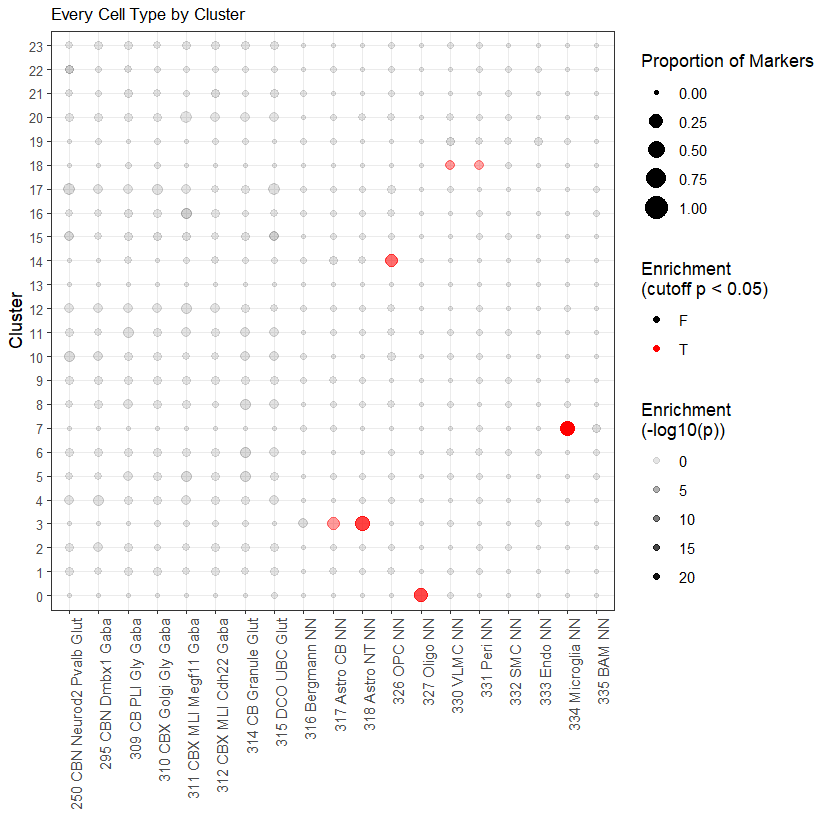 Every Cell Type by Cluster
Cluster
23
22
21
20
19
18
17
16
15
14
13
12
11
10
9
8
7
6
5
4
3
2
1
0
250 CBN Neurod2 Pvalb Glut
295 CBN Dmbx1 Gaba
309 CB PLI Gly Gaba
310 CBX Golgi Gly Gaba
311 CBX MLI Megf11 Gaba
312 CBX MLI Cdh22 Gaba
314 CB Granule Glut
315 DCO UBC Glut
316 Bergmann NN
317 Astro CB NN
318 Astro NT NN
326 OPC NN
327 Oligo NN
330 VLMC NN
331 Peri NN
332 SMC NN
333 Endo NN
334 Microglia NN
335 BAM NN
Proportion of Markers
0.00
0.25
0.50
0.75
1.00
Enrichment
(cutoff p < 0.05)
F
T
Enrichment
(-log10(p))
0
5
10
15
20